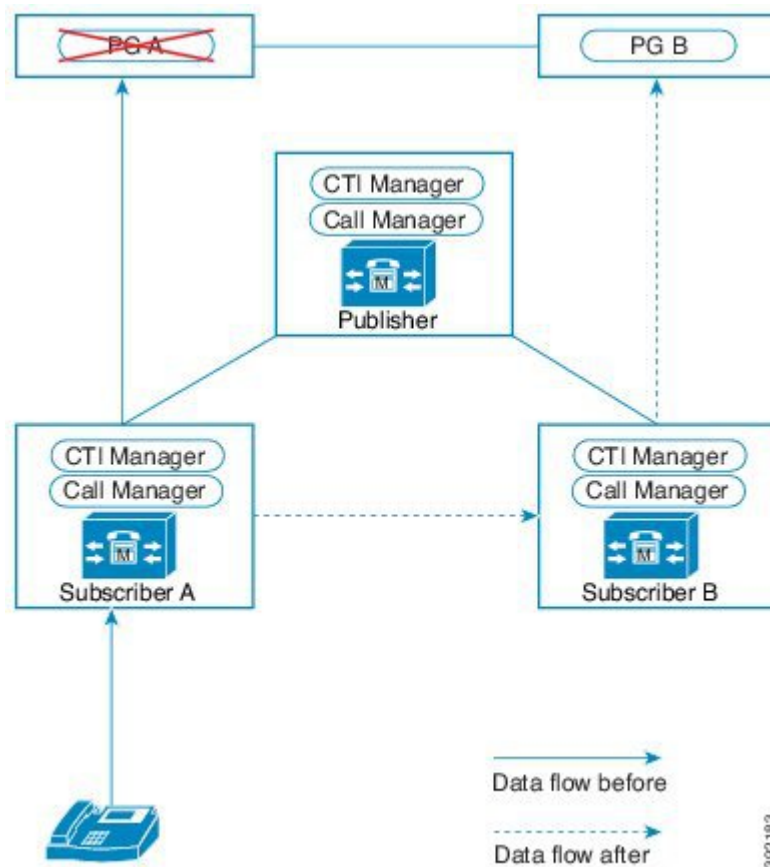 PG A
PG B
CTI Manager
Call Manager
M
Publisher
CTI Manager
Call Manager
M
Subscriber A
CTI Manager
Call Manager
M
Subscriber B
Data flow before
Data flow after